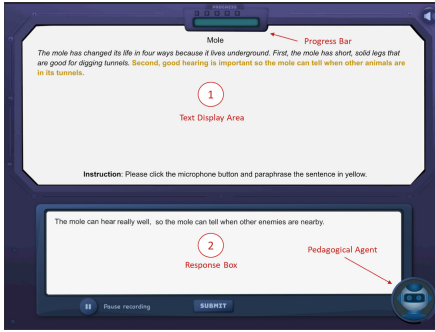 PROGRESS
Mole
Progress Bar
The mole has changed its life in four ways because it lives underground. First, the mole has short, solid legs that
are good for digging tunnels. Second, good hearing is important so the mole can tell when other animals are
in its tunnels.
1
Text Display Area
Instruction: Please click the microphone button and paraphrase the sentence in yellow.
The mole can hear really well, so the mole can tell when other enemies are nearby.
2
Response Box
Pedagogical Agent
Pause recording
SUBMIT